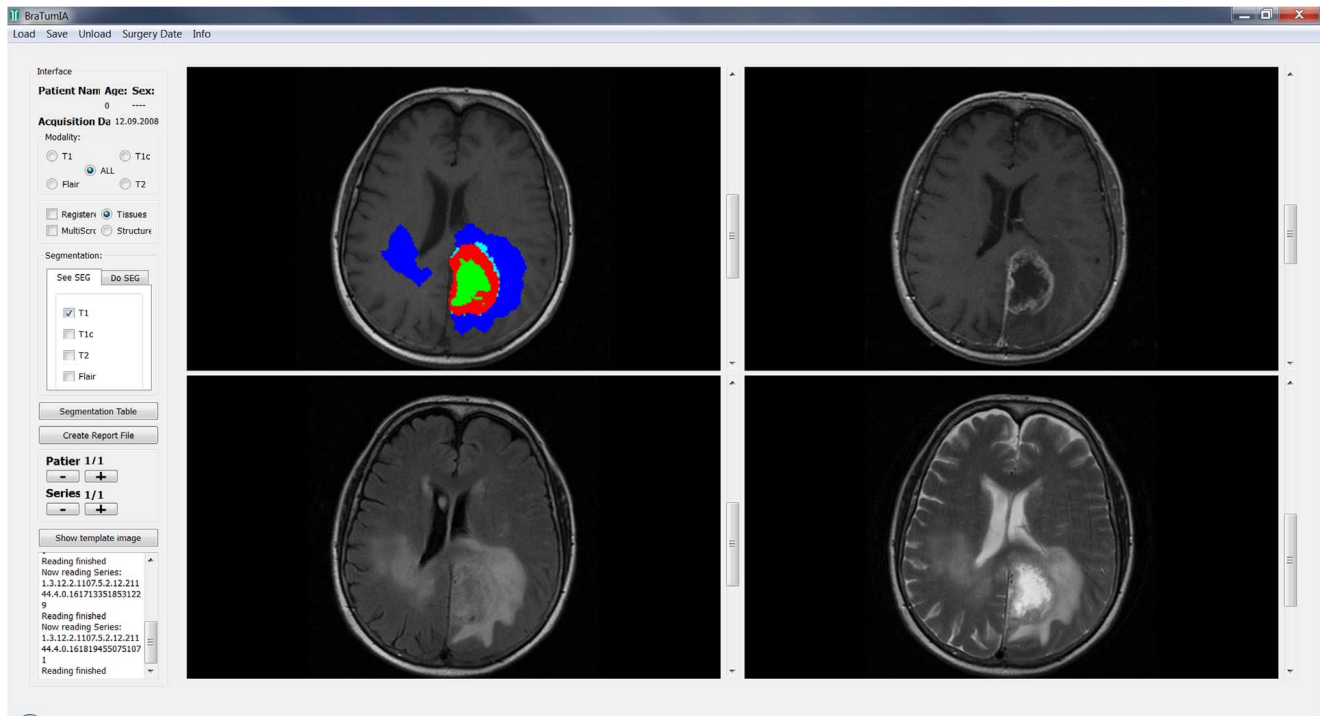 BraTumIA
Load Save Unload Surgery Date Info
Interface
Patient Nam Age: Sex:
0 ----
Acquisition Da 12.09.2008
Modality:
T1 T1c
ALL
Flair T2
Registere Tissues
MultiScrc Structure
Segmentation:
See SEG Do SEG
T1
T1c
T2
Flair
Segmentation Table
Create Report File
Patier 1/1
- +
Series 1/1
- +
Show template image
Reading finished
Now reading Series:
1.3.12.2.1107.5.2.12.211
44.4.0.161713351853122
9
Reading finished
Now reading Series:
1.3.12.2.1107.5.2.12.211
44.4.0.161819455075107
1
Reading finished